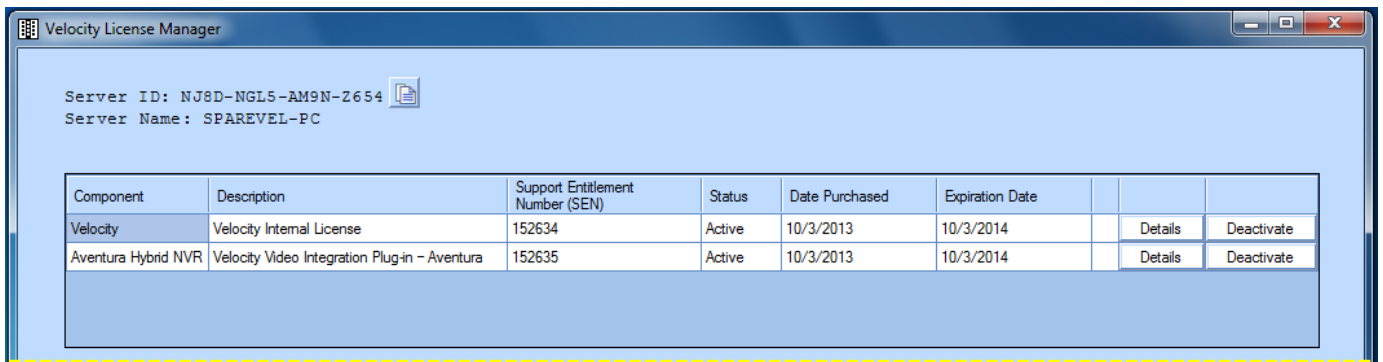 Velocity License Manager
Server ID: NJ8D-NGL5-AM9N-Z654
Server Name: SPAREVEL-PC
Component Description Support Entitlement Number (SEN) Status Date Purchased Expiration Date
Velocity Velocity Internal License 152634 Active 10/3/2013 10/3/2014 Details Deactivate
Aventura Hybrid NVR Velocity Video Integration Plug-in - Aventura 152635 Active 10/3/2013 10/3/2014 Details Deactivate